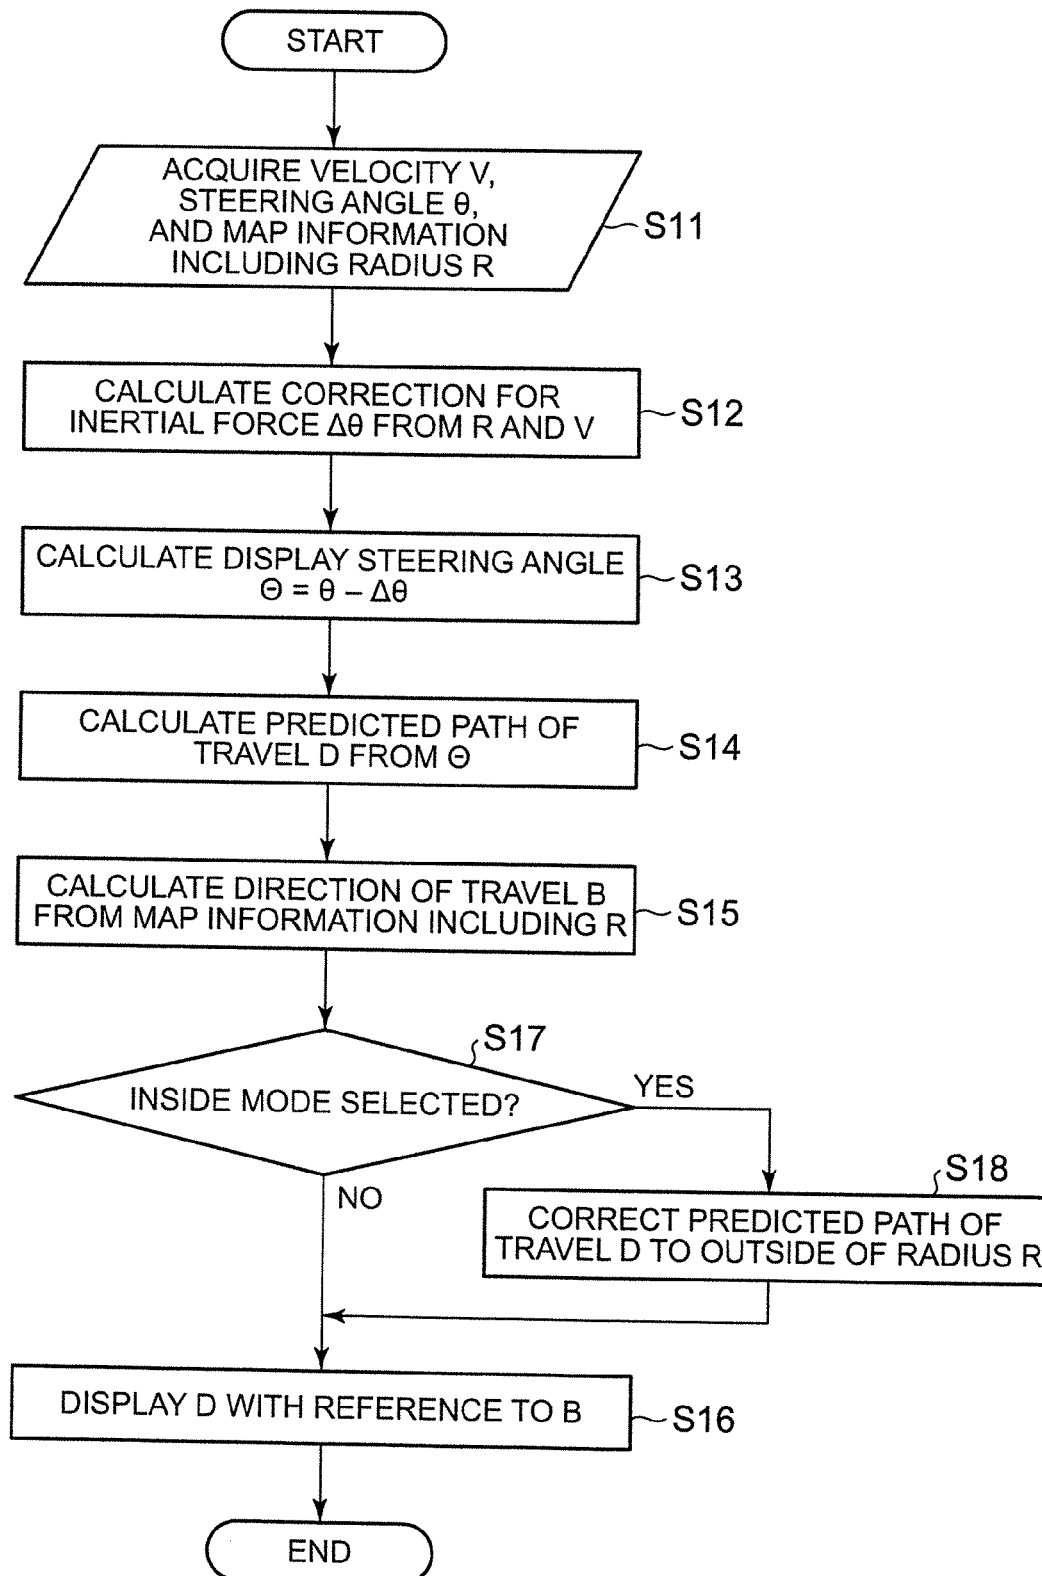 START
ACQUIRE VELOCITY V,
STEERING ANGLE θ,
AND MAP INFORMATION
INCLUDING RADIUS R
S11
CALCULATE CORRECTION FOR
INERTIAL FORCE Δθ FROM R AND V
S12
CALCULATE DISPLAY STEERING ANGLE
Θ = θ – Δθ
S13
CALCULATE PREDICTED PATH OF
TRAVEL D FROM Θ
S14
CALCULATE DIRECTION OF TRAVEL B
FROM MAP INFORMATION INCLUDING R
S15
S17
INSIDE MODE SELECTED?
YES
NO
S18
CORRECT PREDICTED PATH OF
TRAVEL D TO OUTSIDE OF RADIUS R
DISPLAY D WITH REFERENCE TO B
S16
END